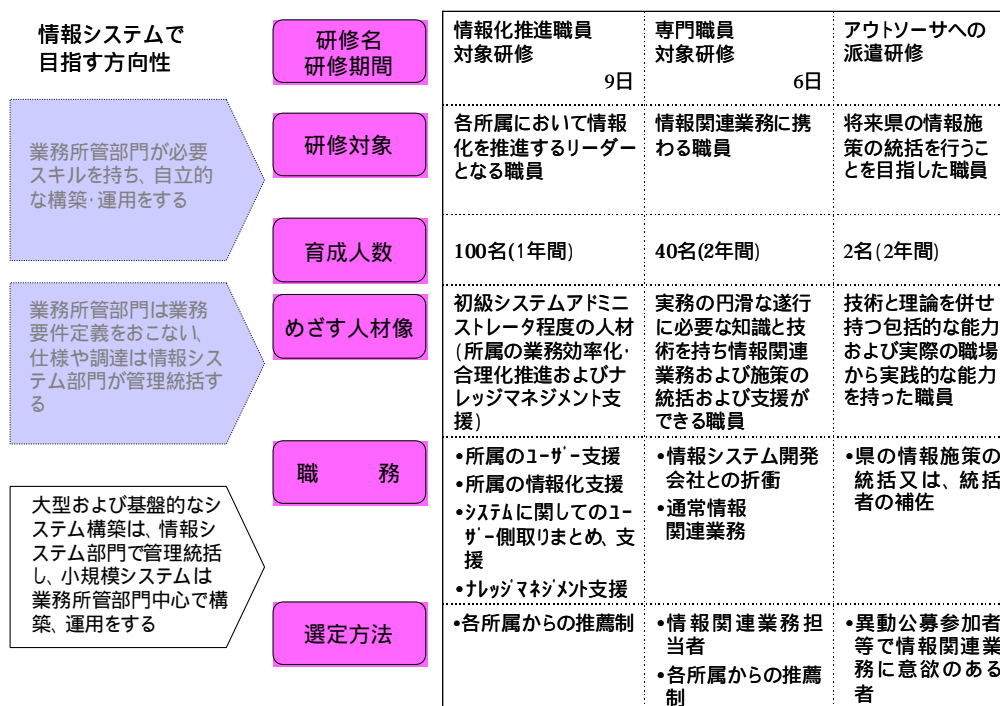 情報システムで
目指す方向性
業務所管部門が必要
スキルを持ち、自立的
な構築・運用をする
業務所管部門は業務
要件定義をおこない、
仕様や調達は情報シス
テム部門が管理統括す
る
大型および基盤的なシ
ステム構築は、情報シ
ステム部門で管理統括
し、小規模システムは
業務所管部門中心で構
築、運用をする
研修名
研修期間
情報化推進職員
対象研修
9日
専門職員
対象研修
6日
アウトソーサへの
派遣研修
研修対象
各所属において情報
化を推進するリーダー
となる職員
情報関連業務に携
わる職員
将来県の情報施
策の統括を行うこ
とを目指した職員
育成人数
100名(1年間)
40名(2年間)
2名(2年間)
めざす人材像
初級システムアドミニ
ストレータ程度の人材
(所属の業務効率化・
合理化推進およびナ
レッジマネジメント支
援)
実務の円滑な遂行
に必要な知識と技
術を持ち情報関連
業務および施策の
統括および支援が
できる職員
技術と理論を併せ
持つ包括的な能力
および実際の職場
から実践的な能力
を持った職員
職 務
•所属のユーザー支援
•所属の情報化支援
•システムに関してのユー
ザー側取りまとめ、支
援
•ナレッジマネジメント支援
•情報システム開発
会社との折衝
•通常情報
関連業務
•県の情報施策の
統括又は、統括
者の補佐
選定方法
•各所属からの推薦制
•情報関連業務担
当者
•各所属からの推薦
制
•異動公募参加者
等で情報関連業
務に意欲のある
者